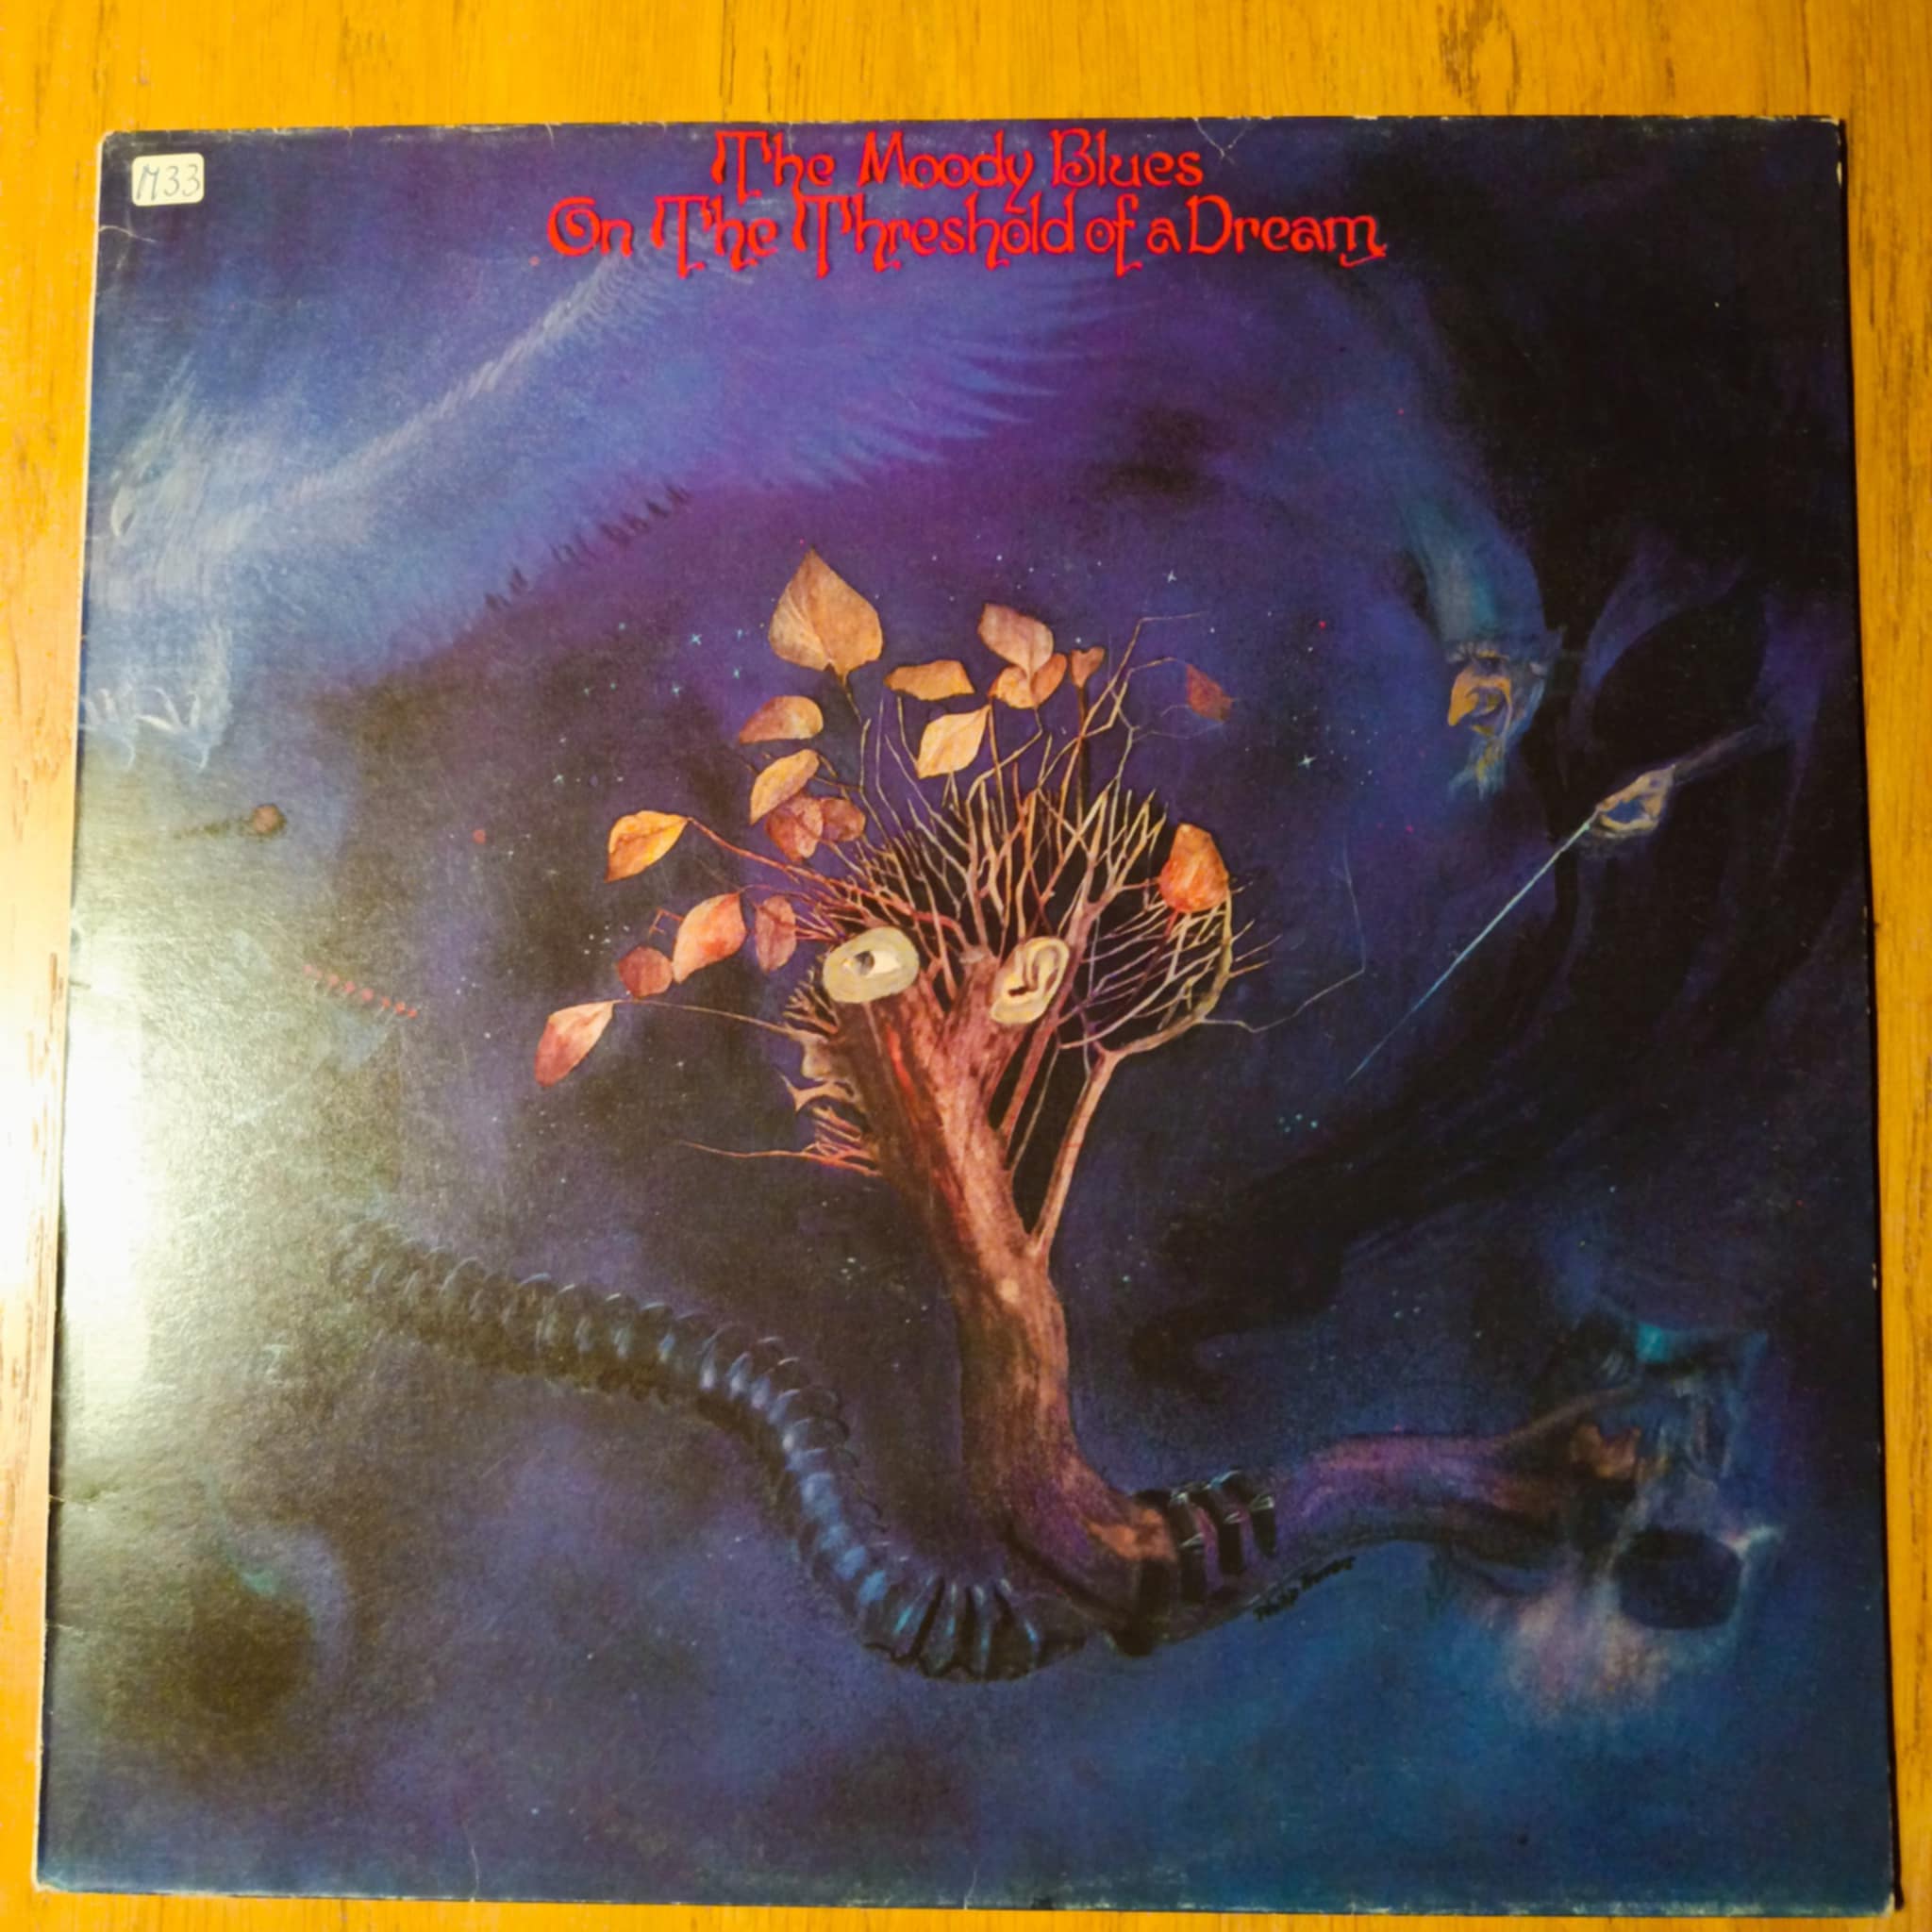 M33
The Moody Blues
On The Threshold of a Dream